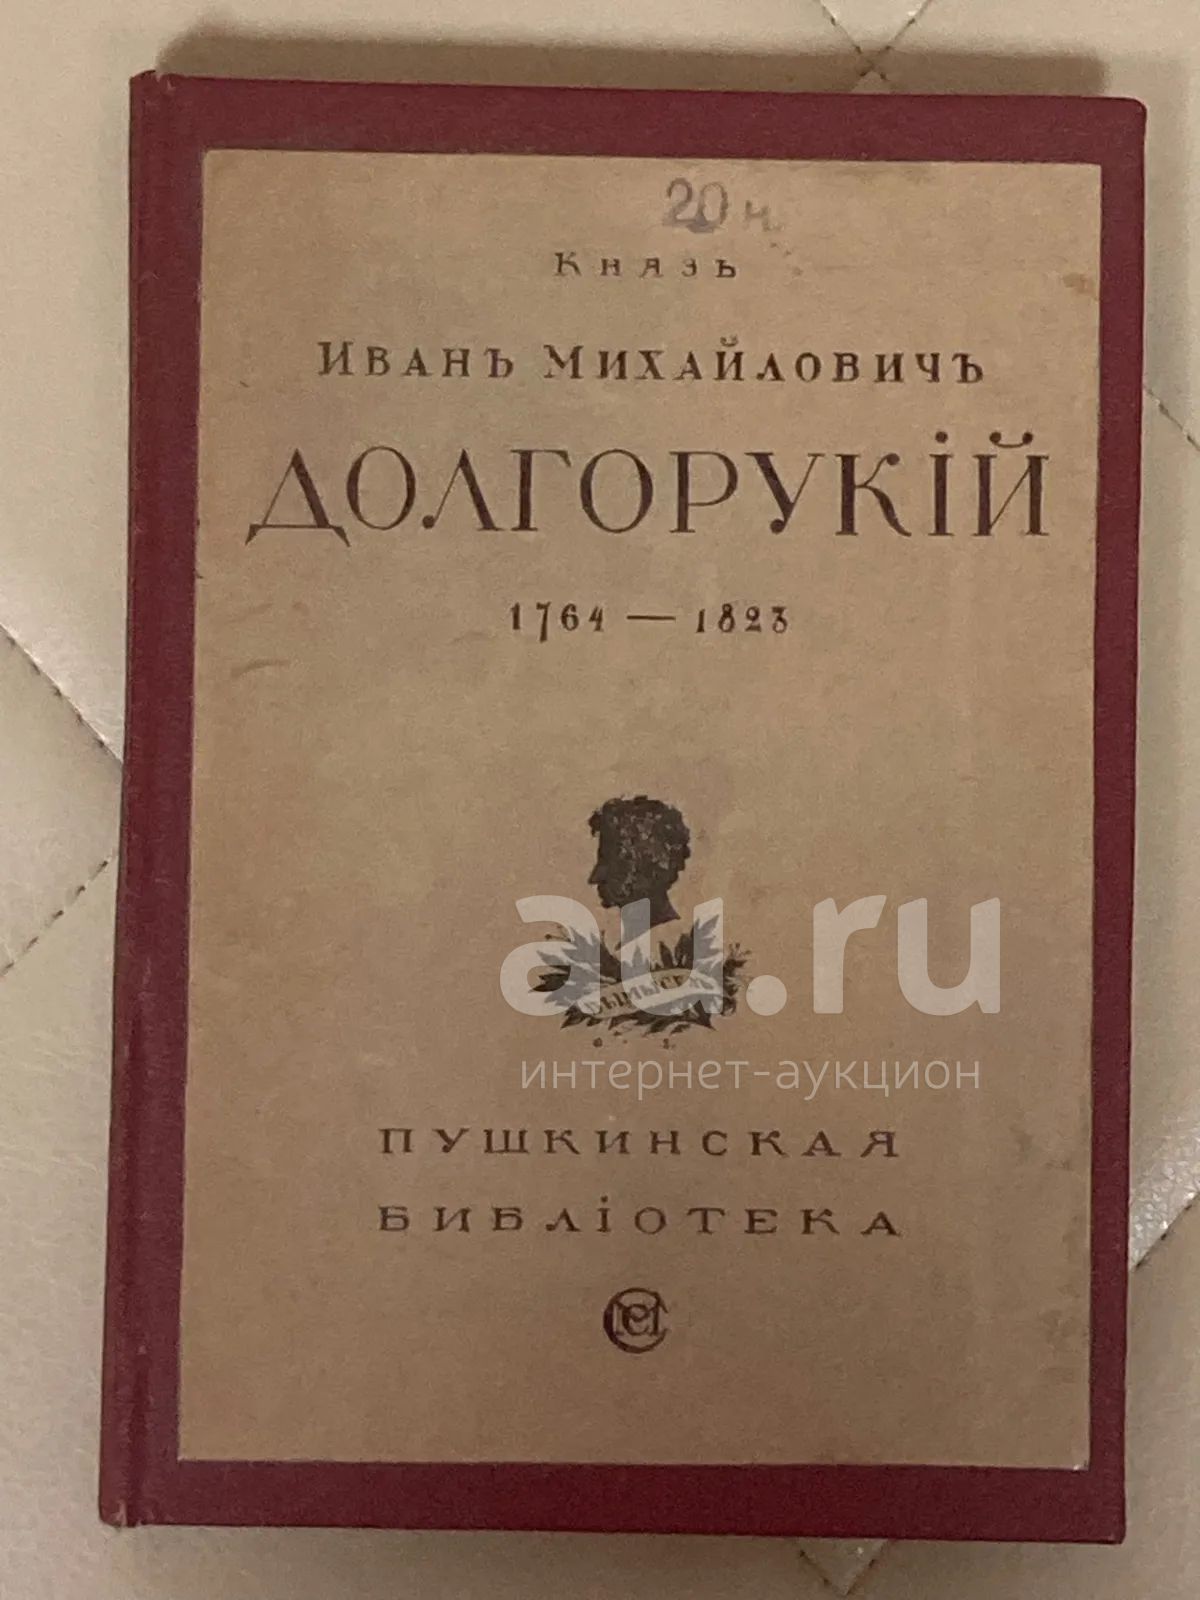 20 н.
Князь
Иванъ Михайловичъ
ДОЛГОРУКІЙ
1764 — 1823
au.ru
интернет-аукцион
ПУШКИНСКАЯ
БИБЛІОТЕКА